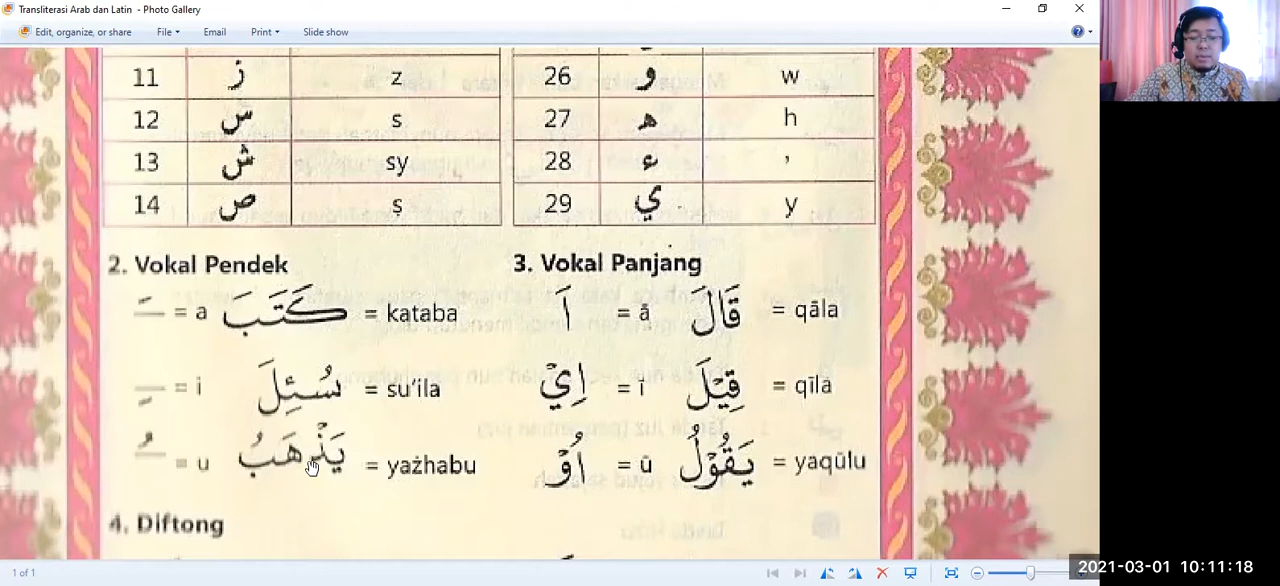 Transliterasi Arab dan Latin - Photo Gallery
Edit, organize, or share File Email Print Slide show
11 ز z
12 س s
13 ش sy
14 ص s
26 و w
27 ھ h
28 ء ’
29 ي y
2. Vokal Pendek
ـَ = a كَتَبَ = kataba
ـِ = i سُئِلَ = su’ila
ـُ = u يَذْهَبُ = yażhabu
3. Vokal Panjang
اَ = ā قَالَ = qāla
اِيْ = ī قِيْلَ = qīla
اُوْ = ū يَقُوْلُ = yaqūlu
4. Diftong
1 of 1
2021-03-01 10:11:18